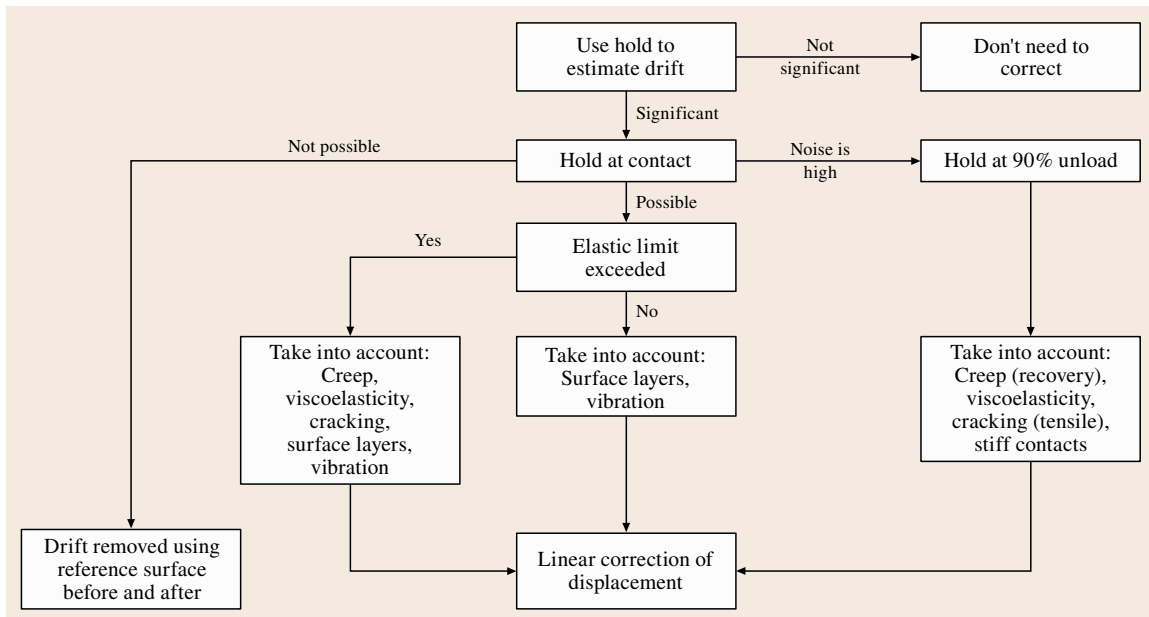 Use hold to
estimate drift
Not
significant
Don't need to
correct
Significant
Not possible
Hold at contact
Noise is
high
Hold at 90% unload
Possible
Yes
Elastic limit
exceeded
No
Take into account:
Creep,
viscoelasticity,
cracking,
surface layers,
vibration
Take into account:
Surface layers,
vibration
Take into account:
Creep (recovery),
viscoelasticity,
cracking (tensile),
stiff contacts
Drift removed using
reference surface
before and after
Linear correction of
displacement